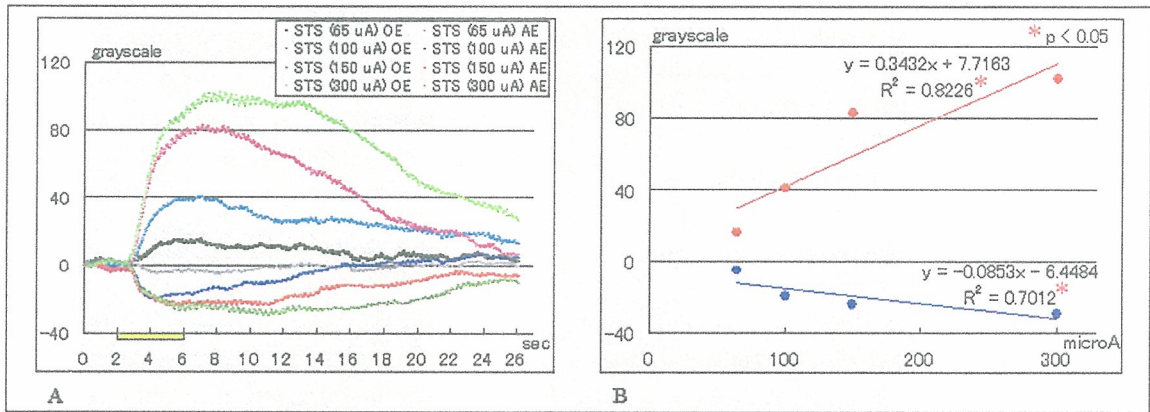 grayscale
STS (65 uA) OE STS (65 uA) AE
STS (100 uA) OE STS (100 uA) AE
STS (150 uA) OE STS (150 uA) AE
STS (300 uA) OE STS (300 uA) AE
120
80
40
0
-40
0 2 4 6 8 10 12 14 16 18 20 22 24 26
sec
A
grayscale
* p < 0.05
120
y = 0.3432x + 7.7163
R² = 0.8226 *
80
40
0
y = -0.0853x - 6.4484
R² = 0.7012 *
-40
0 100 200 300
microA
B